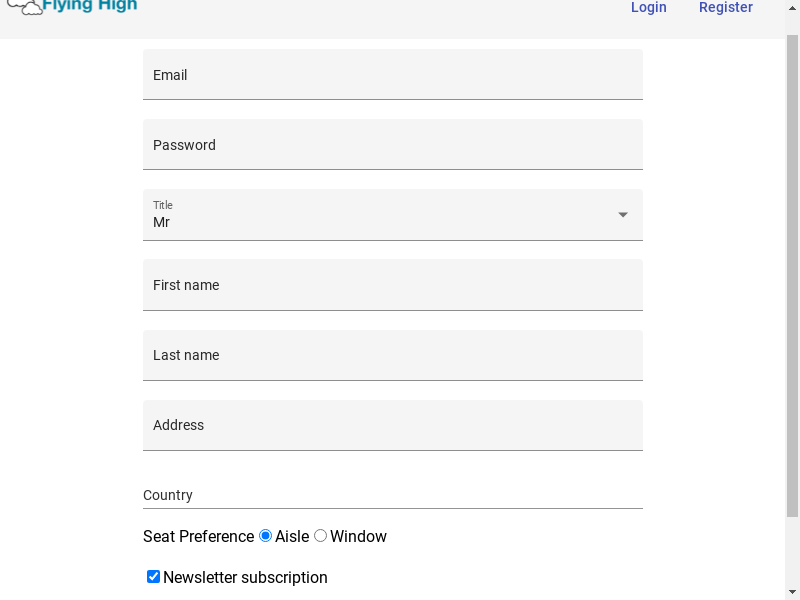 Flying High
Login Register
Email
Password
Title
Mr
First name
Last name
Address
Country
Seat Preference Aisle Window
Newsletter subscription